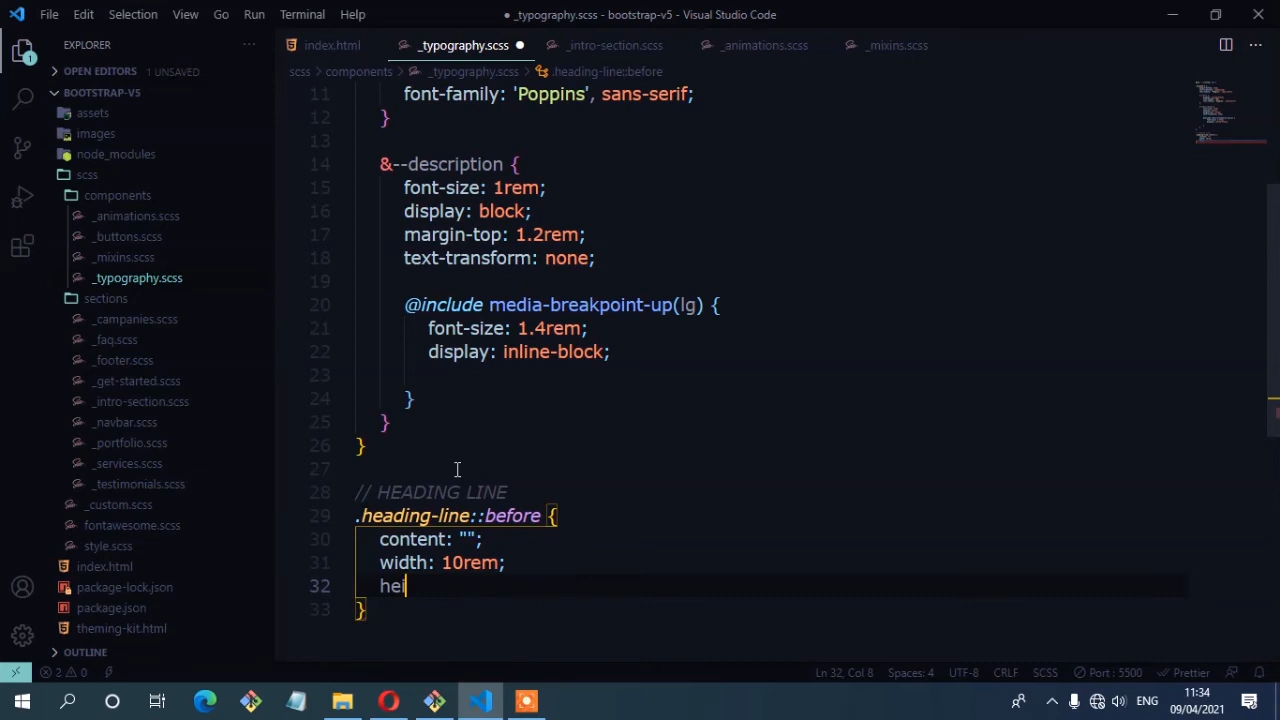 File Edit Selection View Go Run Terminal Help
● _typography.scss - bootstrap-v5 - Visual Studio Code
EXPLORER
index.html
_typography.scss
_intro-section.scss
_animations.scss
_mixins.scss
OPEN EDITORS 1 UNSAVED
scss > components > _typography.scss > .heading-line::before
BOOTSTRAP-V5
assets
images
node_modules
scss
components
_animations.scss
_buttons.scss
_mixins.scss
_typography.scss
sections
_campanies.scss
_faq.scss
_footer.scss
_get-started.scss
_intro-section.scss
_navbar.scss
_portfolio.scss
_services.scss
_testimonials.scss
_custom.scss
fontawesome.scss
style.scss
index.html
package-lock.json
package.json
theming-kit.html
OUTLINE
11 font-family: 'Poppins', sans-serif;
12 }
13
14 &--description {
15 font-size: 1rem;
16 display: block;
17 margin-top: 1.2rem;
18 text-transform: none;
19
20 @include media-breakpoint-up(lg) {
21 font-size: 1.4rem;
22 display: inline-block;
23
24 }
25 }
26 }
27
28 // HEADING LINE
29 .heading-line::before {
30 content: "";
31 width: 10rem;
32 hei
33 }
2 0 Ln 32, Col 8 Spaces: 4 UTF-8 CRLF SCSS Port : 5500 Prettier
ENG
11:34
09/04/2021
1